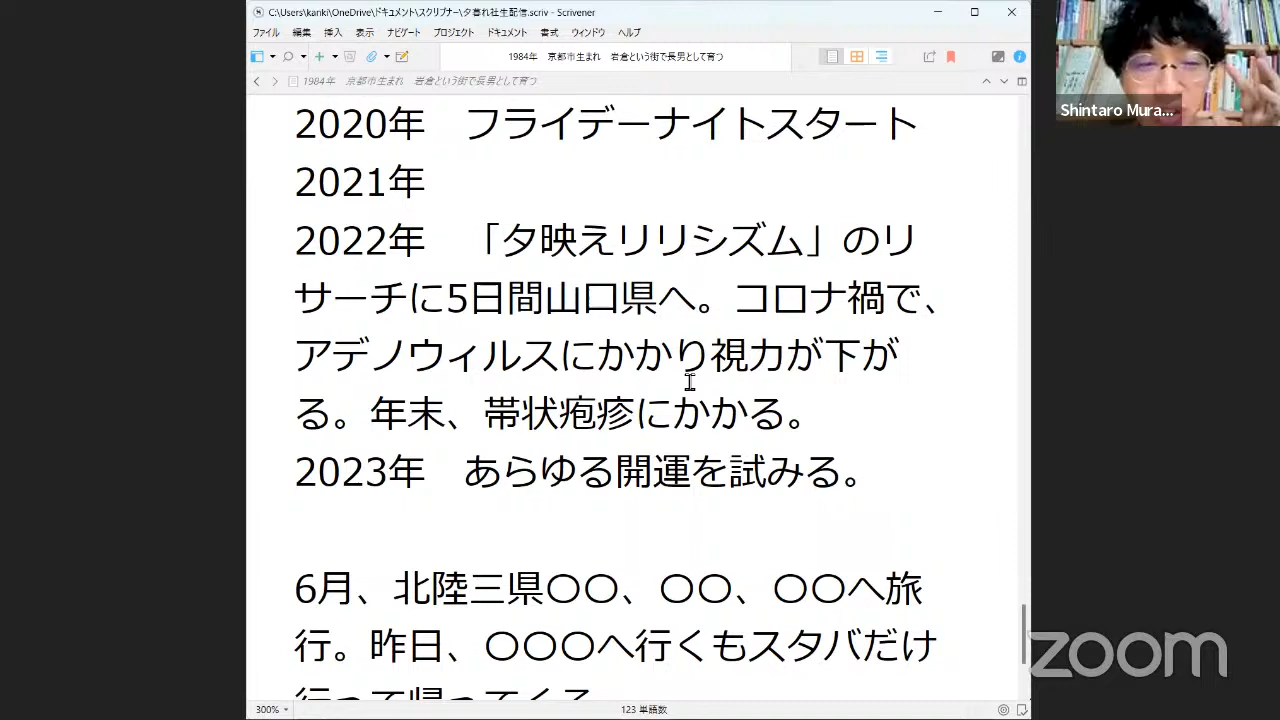 C:\Users\kanki\OneDrive\ドキュメント\スクリプナー\夕暮れ社生配信.scriv - Scrivener
ファイル 編集 挿入 表示 ナビゲート プロジェクト ドキュメント 書式 ウインドウ ヘルプ
1984年　京都市生まれ　岩倉という街で長男として育つ
1984年　京都市生まれ　岩倉という街で長男として育つ
Shintaro Mura...
2020年　フライデーナイトスタート
2021年
2022年　「夕映えリリシズム」のリ
サーチに5日間山口県へ。コロナ禍で、
アデノウィルスにかかり視力が下が
る。年末、帯状疱疹にかかる。
2023年　あらゆる開運を試みる。
6月、北陸三県〇〇、〇〇、〇〇へ旅
行。昨日、〇〇〇へ行くもスタバだけ
行って帰ってくる
300%
123 単語数
zoom